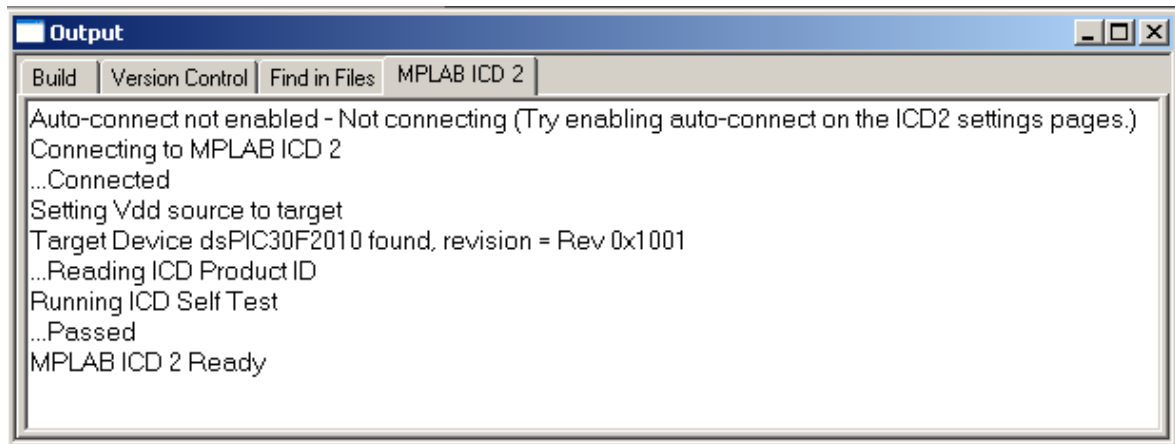 Output
Build Version Control Find in Files MPLAB ICD 2
Auto-connect not enabled - Not connecting (Try enabling auto-connect on the ICD2 settings pages.)
Connecting to MPLAB ICD 2
...Connected
Setting Vdd source to target
Target Device dsPIC30F2010 found, revision = Rev 0x1001
...Reading ICD Product ID
Running ICD Self Test
...Passed
MPLAB ICD 2 Ready